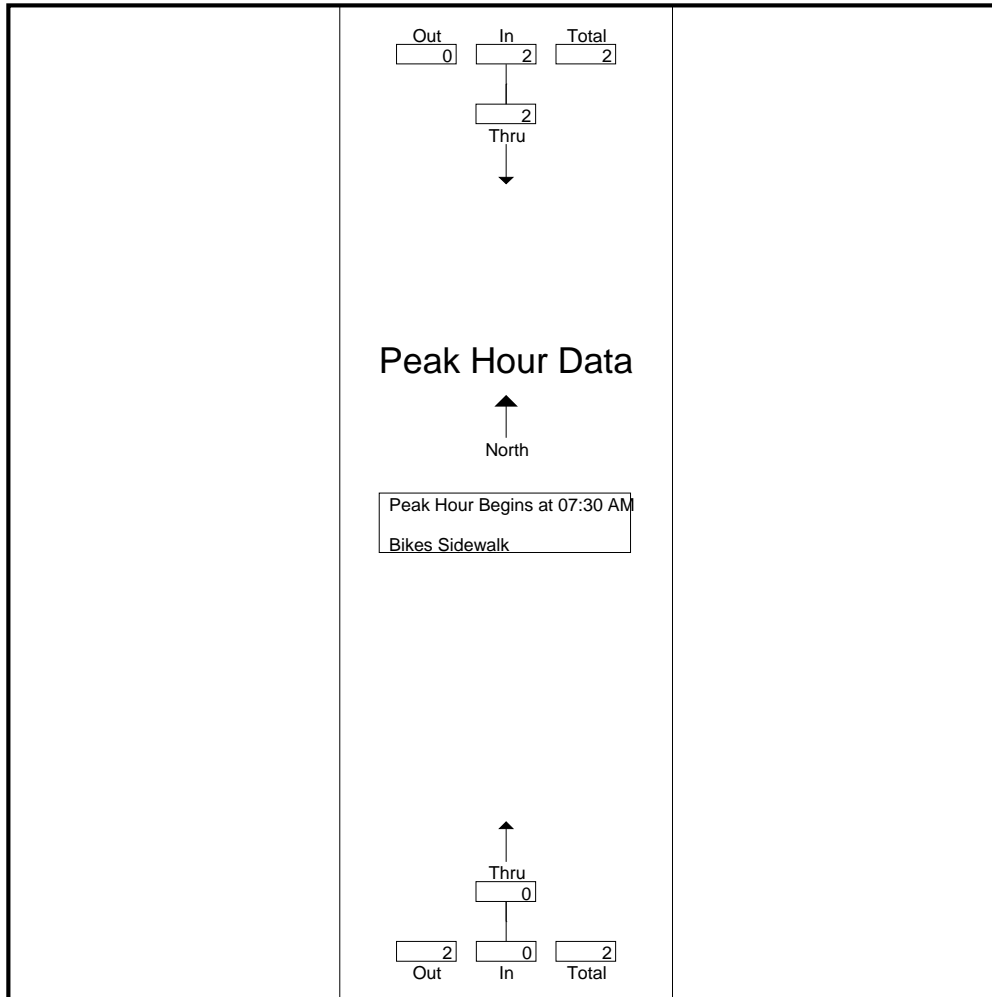 Out In Total
0 2 2
2
Thru
Peak Hour Data
North
Peak Hour Begins at 07:30 AM
Bikes Sidewalk
Thru
0
2 0 2
Out In Total